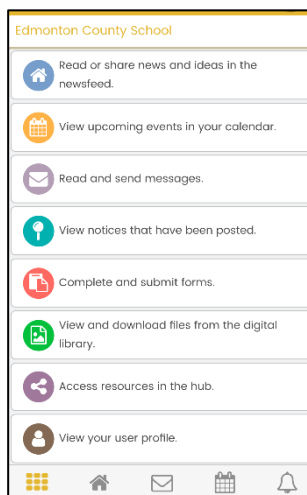 Edmonton County School
Read or share news and ideas in the
newsfeed.
View upcoming events in your calendar.
Read and send messages.
View notices that have been posted.
Complete and submit forms.
View and download files from the digital
library.
Access resources in the hub.
View your user profile.